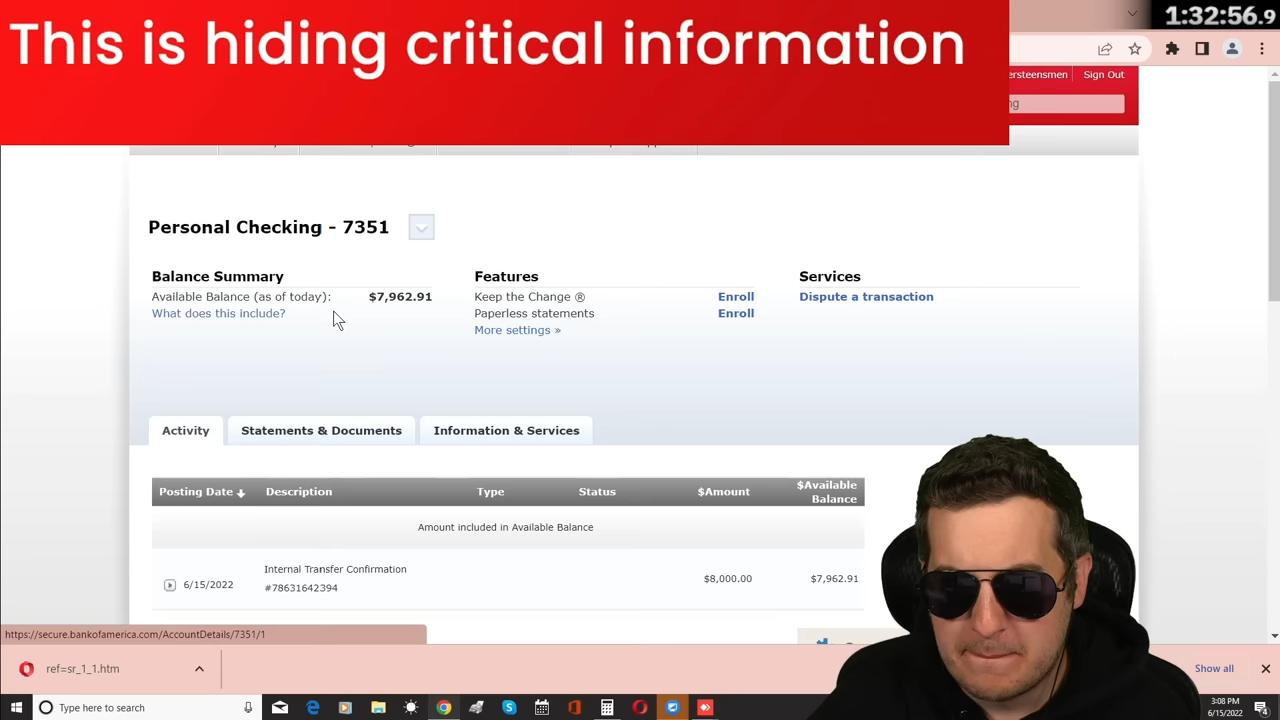 This is hiding critical information
1:32:56.9
ersteensmen Sign Out
ng
Personal Checking - 7351
Balance Summary Features Services
Available Balance (as of today): $7,962.91 Keep the Change ® Enroll Dispute a transaction
What does this include? Paperless statements Enroll
More settings »
Activity Statements & Documents Information & Services
Posting Date Description Type Status $Amount $Available Balance
Amount included in Available Balance
6/15/2022 Internal Transfer Confirmation $8,000.00 $7,962.91
#78631642394
https://secure.bankofamerica.com/AccountDetails/7351/1
ref=sr_1_1.htm Show all
Type here to search
3:08 PM
6/15/2022
4